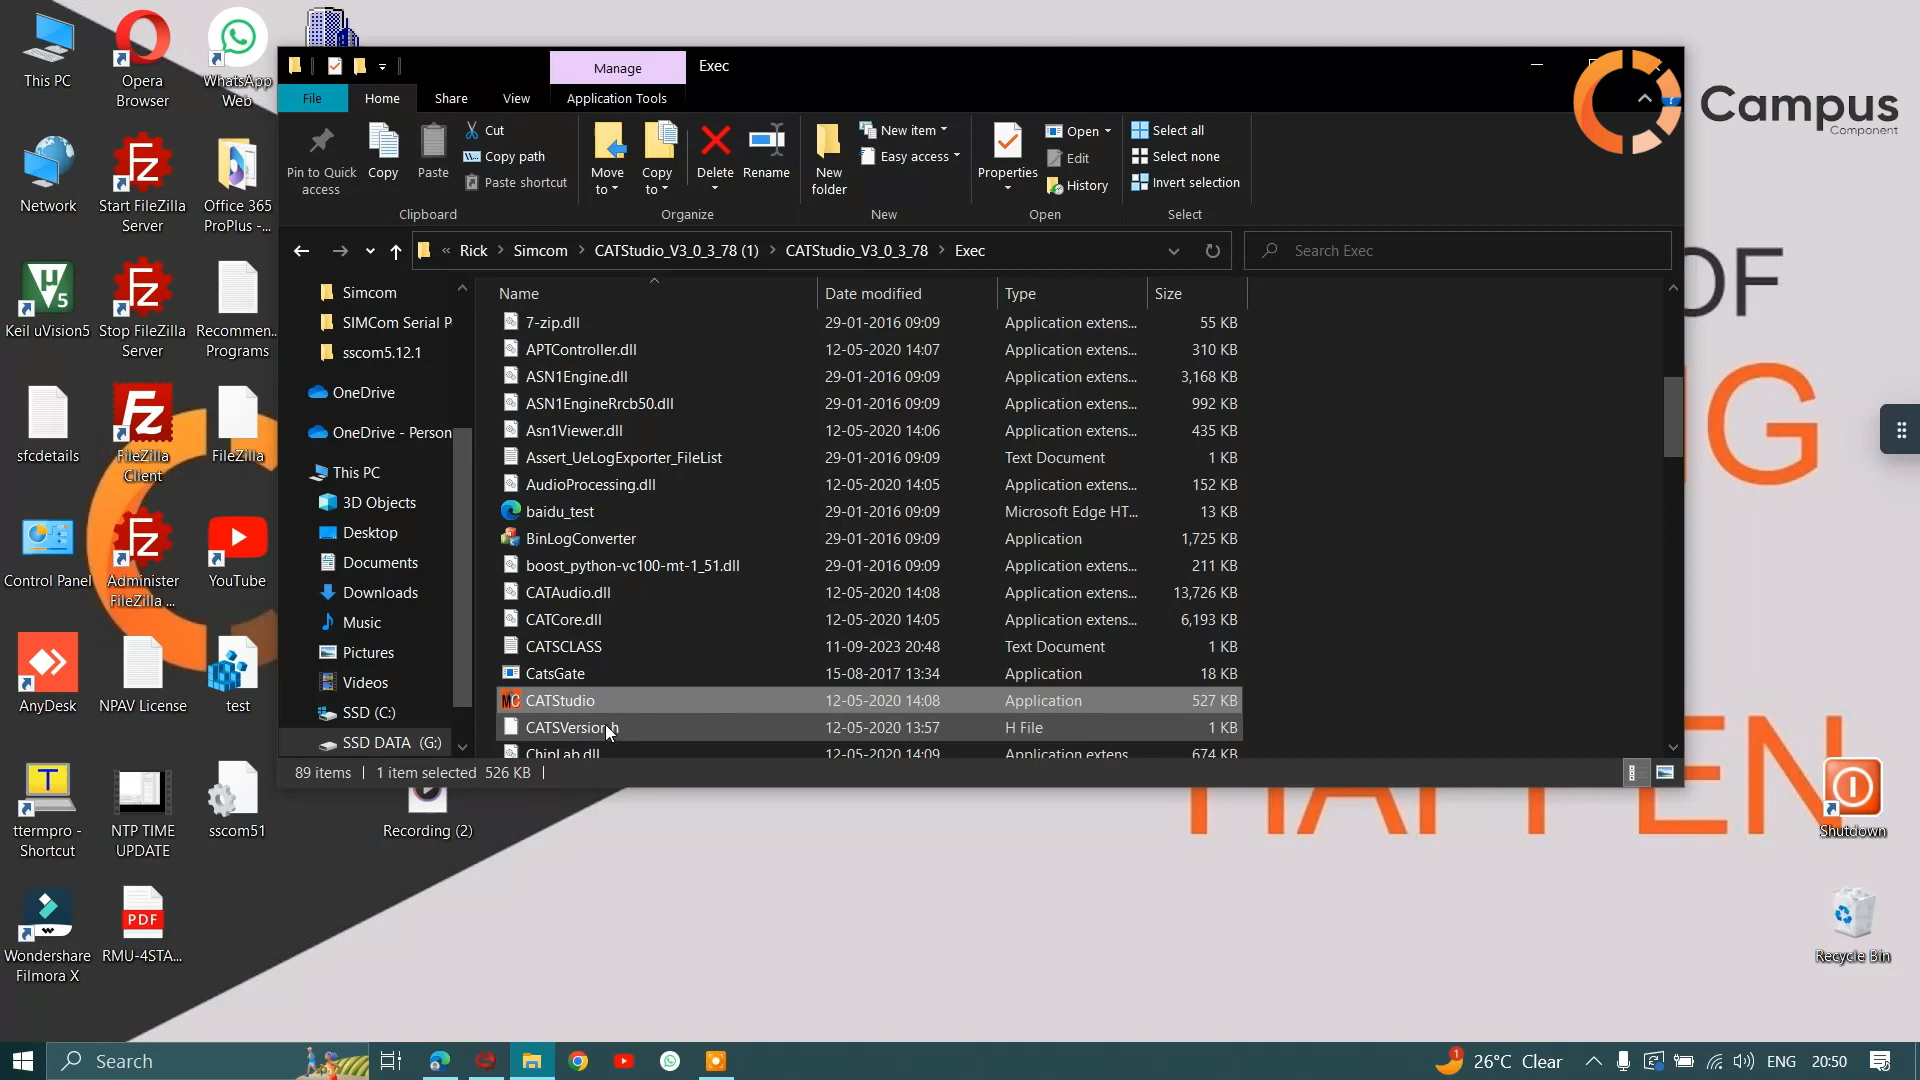 This PC
Opera
Browser
WhatsApp
Web
Network
Start FileZilla
Server
Office 365
ProPlus -...
Keil uVision5
Stop FileZilla
Server
Recommen...
Programs
sfcdetails
FileZilla
Client
FileZilla
Control Panel
Administer
FileZilla ...
YouTube
AnyDesk
NPAV License
test
ttermpro -
Shortcut
NTP TIME
UPDATE
sscom51
Recording (2)
Wondershare
Filmora X
PDF
RMU-4STA...
Manage
Exec
File
Home
Share
View
Application Tools
Pin to Quick
access
Copy
Paste
Cut
Copy path
Paste shortcut
Clipboard
Move
to
Copy
to
Delete
Rename
Organize
New
folder
New item
Easy access
New
Properties
Open
Edit
History
Open
Select all
Select none
Invert selection
Select
« Rick > Simcom > CATStudio_V3_0_3_78 (1) > CATStudio_V3_0_3_78 > Exec
Search Exec
Simcom
SIMCom Serial P
sscom5.12.1
OneDrive
OneDrive - Person
This PC
3D Objects
Desktop
Documents
Downloads
Music
Pictures
Videos
SSD (C:)
SSD DATA (G:)
Name Date modified Type Size
7-zip.dll 29-01-2016 09:09 Application extens... 55 KB
APTController.dll 12-05-2020 14:07 Application extens... 310 KB
ASN1Engine.dll 29-01-2016 09:09 Application extens... 3,168 KB
ASN1EngineRrcb50.dll 29-01-2016 09:09 Application extens... 992 KB
Asn1Viewer.dll 12-05-2020 14:06 Application extens... 435 KB
Assert_UeLogExporter_FileList 29-01-2016 09:09 Text Document 1 KB
AudioProcessing.dll 12-05-2020 14:05 Application extens... 152 KB
baidu_test 29-01-2016 09:09 Microsoft Edge HT... 13 KB
BinLogConverter 29-01-2016 09:09 Application 1,725 KB
boost_python-vc100-mt-1_51.dll 29-01-2016 09:09 Application extens... 211 KB
CATAudio.dll 12-05-2020 14:08 Application extens... 13,726 KB
CATCore.dll 12-05-2020 14:05 Application extens... 6,193 KB
CATSCLASS 11-09-2023 20:48 Text Document 1 KB
CatsGate 15-08-2017 13:34 Application 18 KB
CATStudio 12-05-2020 14:08 Application 527 KB
CATSVersion.h 12-05-2020 13:57 H File 1 KB
ChipLab.dll 12-05-2020 14:09 Application extens... 674 KB
89 items 1 item selected 526 KB
Campus
Component
OF
G
HAPPEN
Shutdown
Recycle Bin
Search
26°C Clear
ENG
20:50